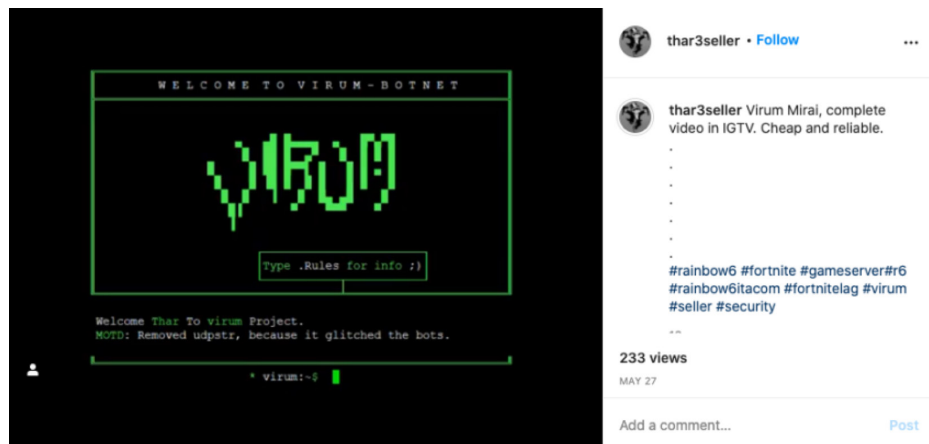 WELCOME TO VIRUM-BOTNET
VIRUM
Type .Rules for info ;)
Welcome Thar To virum Project.
MOTD: Removed udpstr, because it glitched the bots.
* virum:~$
thar3seller • Follow
...
thar3seller Virum Mirai, complete
video in IGTV. Cheap and reliable.
.
.
.
.
.
.
.
#rainbow6 #fortnite #gameserver#r6
#rainbow6itacom #fortnitelag #virum
#seller #security
233 views
MAY 27
Add a comment...
Post